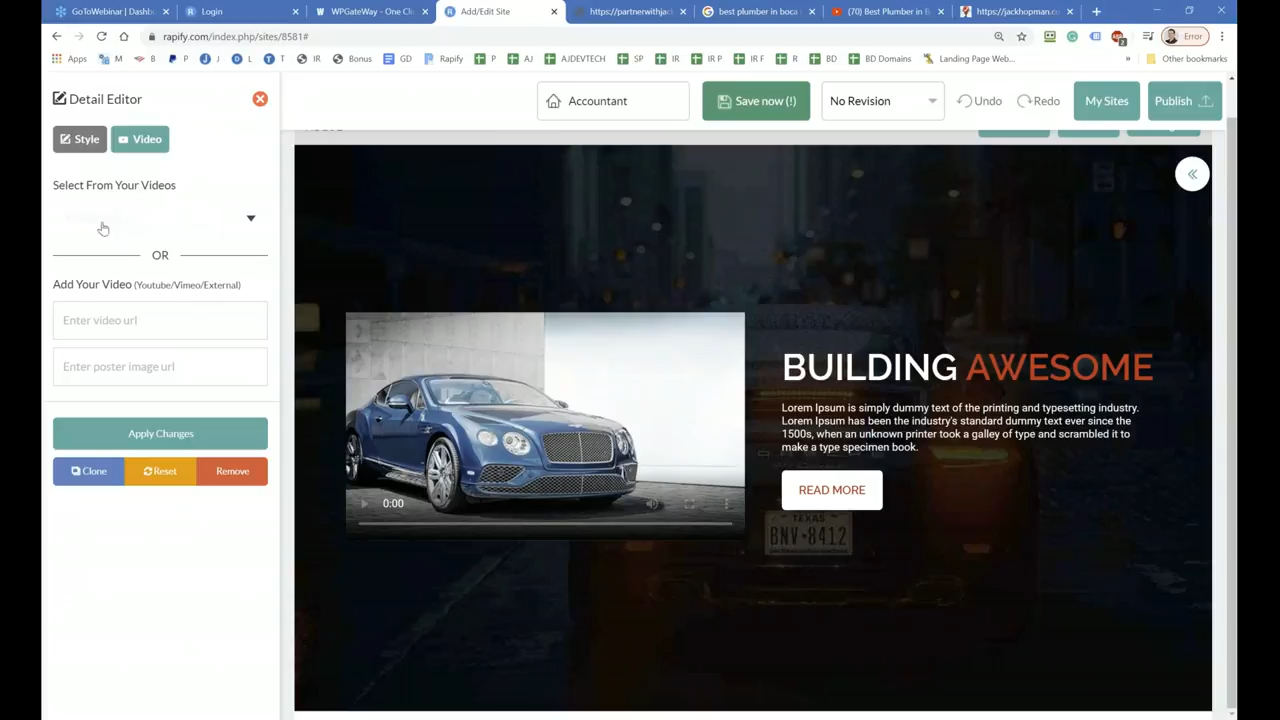 GoToWebinar | Dashb
Login
WPGateWay - One Cli
Add/Edit Site
https://partnerwithjack
best plumber in boca
(70) Best Plumber in B
https://jackhopman.co
rapify.com/index.php/sites/8581#
Error
Apps
M
B
P
J
L
T
IR
Bonus
GD
Rapify
P
AJ
AJDEVTECH
SP
IR
IR P
IR F
R
BD
BD Domains
Landing Page Web...
»
Other bookmarks
Detail Editor
Accountant
Save now (!)
No Revision
Undo
Redo
My Sites
Publish
Style
Video
Select From Your Videos
OR
Add Your Video (Youtube/Vimeo/External)
Enter video url
Enter poster image url
Apply Changes
Clone
Reset
Remove
0:00
BUILDING AWESOME
Lorem Ipsum is simply dummy text of the printing and typesetting industry.
Lorem Ipsum has been the industry's standard dummy text ever since the
1500s, when an unknown printer took a galley of type and scrambled it to
make a type specimen book.
READ MORE
TEXAS
BNV•8412